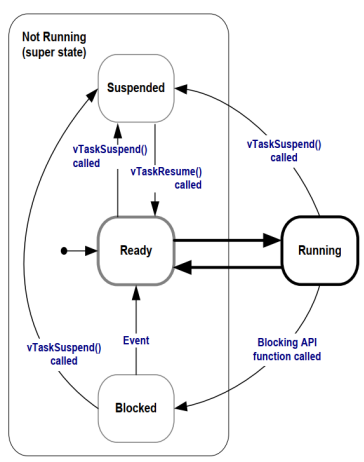 Not Running
(super state)
Suspended
vTaskSuspend()
called
vTaskResume()
called
vTaskSuspend()
called
Ready
Running
Event
vTaskSuspend()
called
Blocking API
function called
Blocked